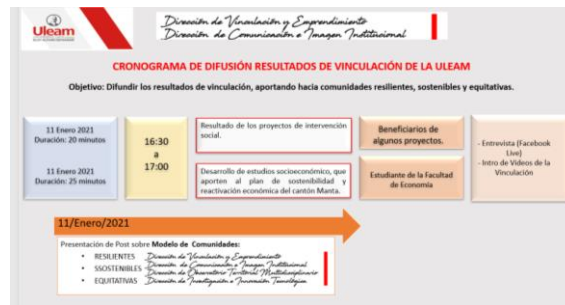 Uleam
Dirección de Vinculación y Emprendimiento
Dirección de Comunicación e Imagen Institucional
CRONOGRAMA DE DIFUSIÓN RESULTADOS DE VINCULACIÓN DE LA ULEAM
Objetivo: Difundir los resultados de vinculación, aportando hacia comunidades resilientes, sostenibles y equitativas.
11 Enero 2021
Duración: 20 minutos
11 Enero 2021
Duración: 25 minutos
16:30
a
17:00
Resultado de los proyectos de intervención
social.
Desarrollo de estudios socioeconómico, que
aporten al plan de sostenibilidad y
reactivación económica del cantón Manta.
Beneficiarios de
algunos proyectos.
Estudiante de la Facultad
de Economía
- Entrevista (Facebook
Live)
- Intro de Videos de la
Vinculación
11/Enero/2021
Presentación de Post sobre Modelo de Comunidades:
• RESILIENTES Dirección de Vinculación y Emprendimiento
• SSOSTENIBLES Dirección de Comunicación e Imagen Institucional
Dirección de Observatorio Territorial Multidisciplinario
• EQUITATIVAS Dirección de Investigación e Innovación Tecnológica